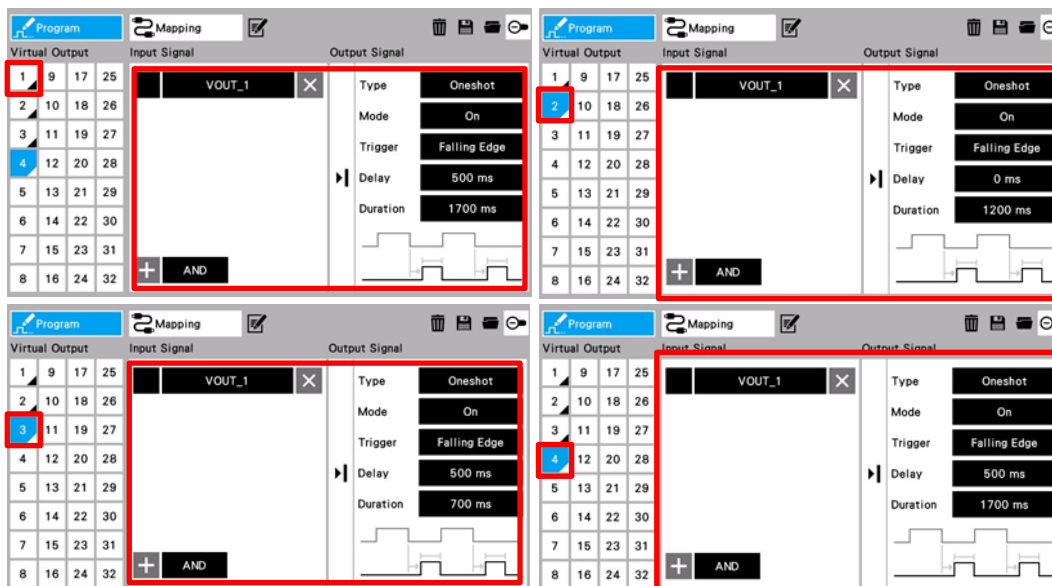 Program Mapping
Virtual Output Input Signal Output Signal
1 9 17 25 VOUT_1 Type Oneshot
2 10 18 26 Mode On
3 11 19 27 Trigger Falling Edge
4 12 20 28 Delay 500 ms
5 13 21 29 Duration 1700 ms
6 14 22 30
7 15 23 31
8 16 24 32 AND
Program Mapping
Virtual Output Input Signal Output Signal
1 9 17 25 VOUT_1 Type Oneshot
2 10 18 26 Mode On
3 11 19 27 Trigger Falling Edge
4 12 20 28 Delay 0 ms
5 13 21 29 Duration 1200 ms
6 14 22 30
7 15 23 31
8 16 24 32 AND
Program Mapping
Virtual Output Input Signal Output Signal
1 9 17 25 VOUT_1 Type Oneshot
2 10 18 26 Mode On
3 11 19 27 Trigger Falling Edge
4 12 20 28 Delay 500 ms
5 13 21 29 Duration 700 ms
6 14 22 30
7 15 23 31
8 16 24 32 AND
Program Mapping
Virtual Output Input Signal Output Signal
1 9 17 25 VOUT_1 Type Oneshot
2 10 18 26 Mode On
3 11 19 27 Trigger Falling Edge
4 12 20 28 Delay 500 ms
5 13 21 29 Duration 1700 ms
6 14 22 30
7 15 23 31
8 16 24 32 AND